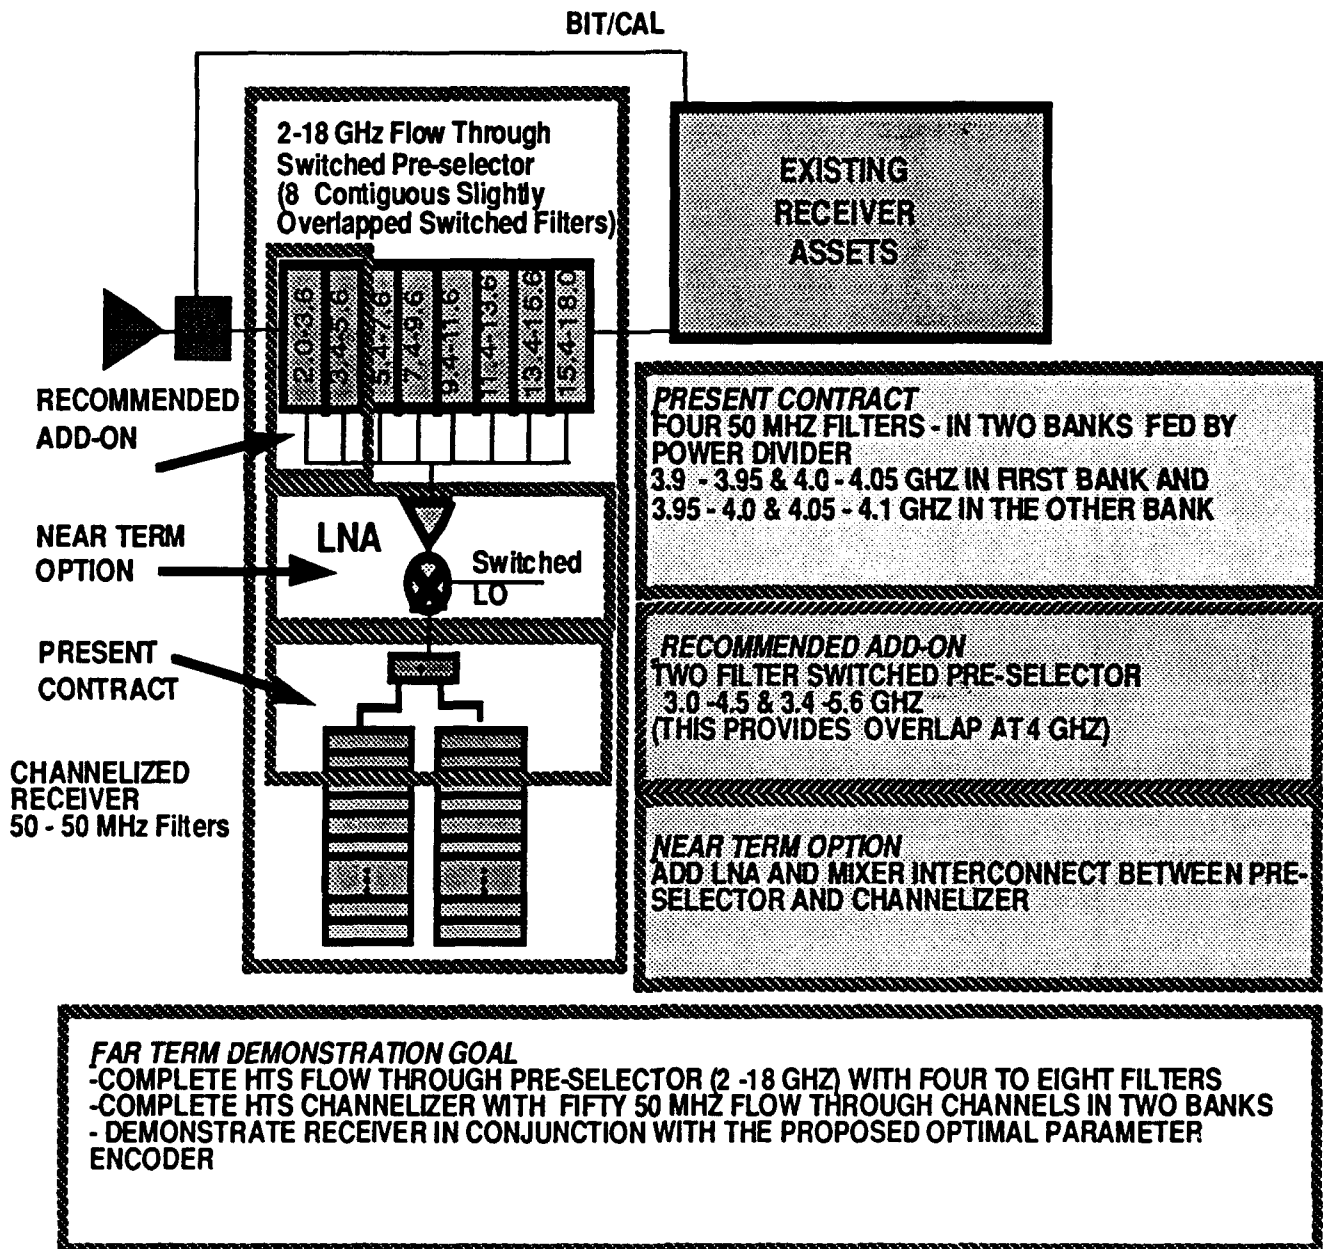 BIT/CAL
2-18 GHz Flow Through
Switched Pre-selector
(8 Contiguous Slightly
Overlapped Switched Filters)
EXISTING
RECEIVER
ASSETS
2.0-3.6
3.4-5.6
5.4-7.6
7.4-9.6
9.4-11.6
11.4-13.6
13.4-15.6
15.4-18.0
RECOMMENDED
ADD-ON
NEAR TERM
OPTION
LNA
Switched
LO
PRESENT
CONTRACT
CHANNELIZED
RECEIVER
50 - 50 MHz Filters
PRESENT CONTRACT
FOUR 50 MHZ FILTERS - IN TWO BANKS FED BY
POWER DIVIDER
3.9 - 3.95 & 4.0 - 4.05 GHZ IN FIRST BANK AND
3.95 - 4.0 & 4.05 - 4.1 GHZ IN THE OTHER BANK
RECOMMENDED ADD-ON
TWO FILTER SWITCHED PRE-SELECTOR
3.0 -4.5 & 3.4 -5.6 GHZ
(THIS PROVIDES OVERLAP AT 4 GHZ)
NEAR TERM OPTION
ADD LNA AND MIXER INTERCONNECT BETWEEN PRE-
SELECTOR AND CHANNELIZER
FAR TERM DEMONSTRATION GOAL
-COMPLETE HTS FLOW THROUGH PRE-SELECTOR (2 -18 GHZ) WITH FOUR TO EIGHT FILTERS
-COMPLETE HTS CHANNELIZER WITH FIFTY 50 MHZ FLOW THROUGH CHANNELS IN TWO BANKS
- DEMONSTRATE RECEIVER IN CONJUNCTION WITH THE PROPOSED OPTIMAL PARAMETER
ENCODER